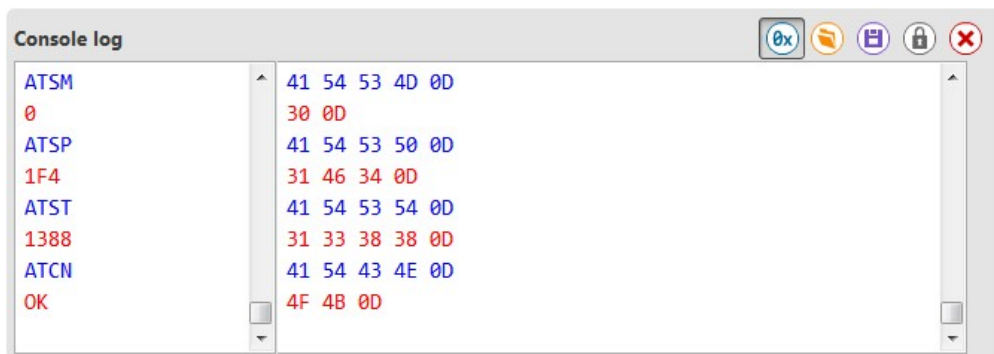 Console log
0x
ATSM 41 54 53 4D 0D
0 30 0D
ATSP 41 54 53 50 0D
1F4 31 46 34 0D
ATST 41 54 53 54 0D
1388 31 33 38 38 0D
ATCN 41 54 43 4E 0D
OK 4F 4B 0D